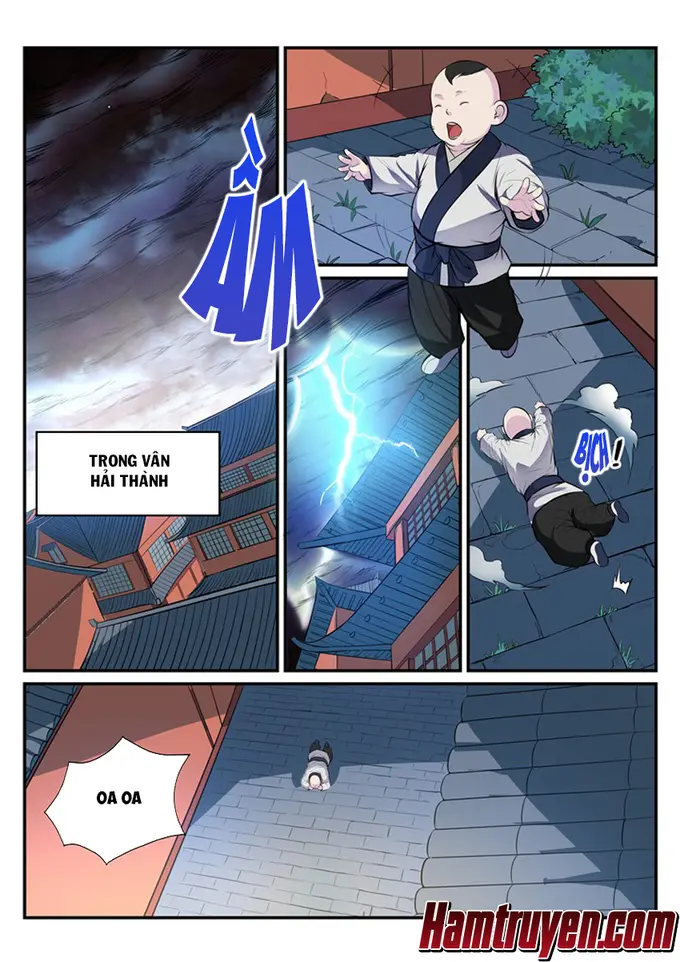 ẦM
TRONG VÂN
HẢI THÀNH
BỊCH!
OA OA
Hamtruyen.com